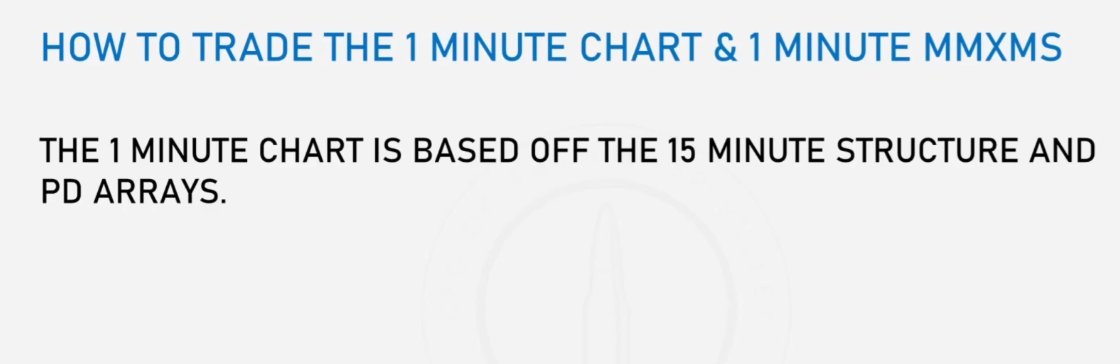 HOW TO TRADE THE 1 MINUTE CHART & 1 MINUTE MMXMS
THE 1 MINUTE CHART IS BASED OFF THE 15 MINUTE STRUCTURE AND
PD ARRAYS.